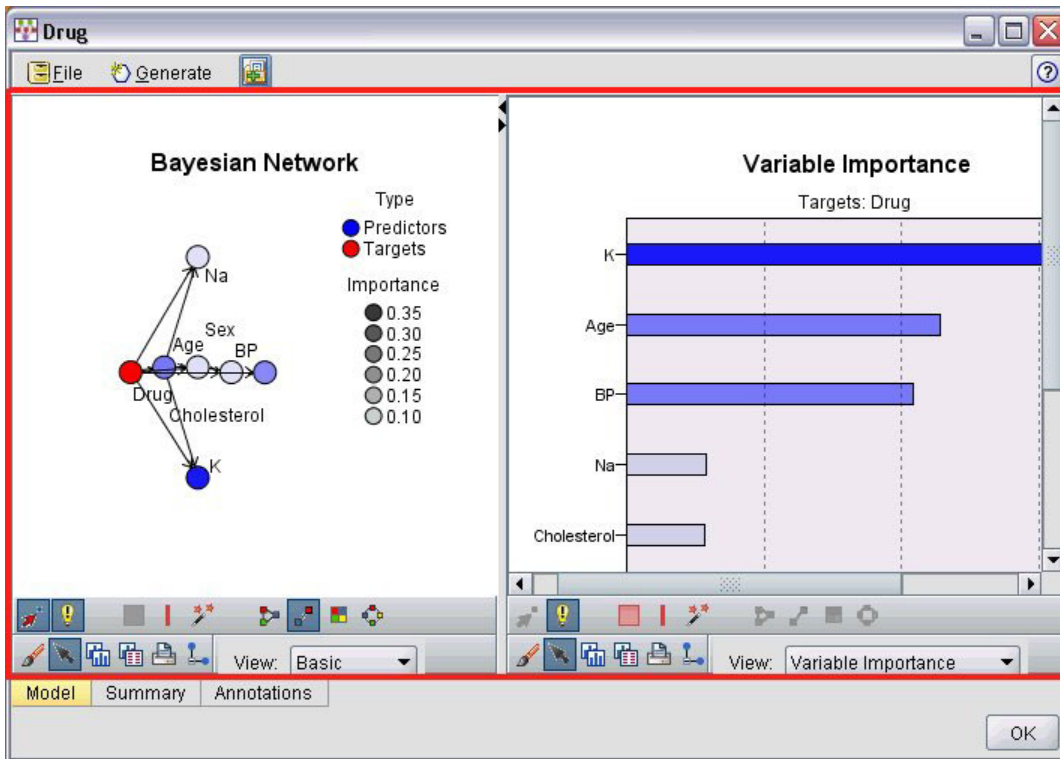 Drug
File Generate
Bayesian Network
Type
Predictors
Targets
Importance
0.35
0.30
0.25
0.20
0.15
0.10
Na
Sex
Age
BP
Drug
Cholesterol
K
View: Basic
Variable Importance
Targets: Drug
K
Age
BP
Na
Cholesterol
View: Variable Importance
Model Summary Annotations
OK